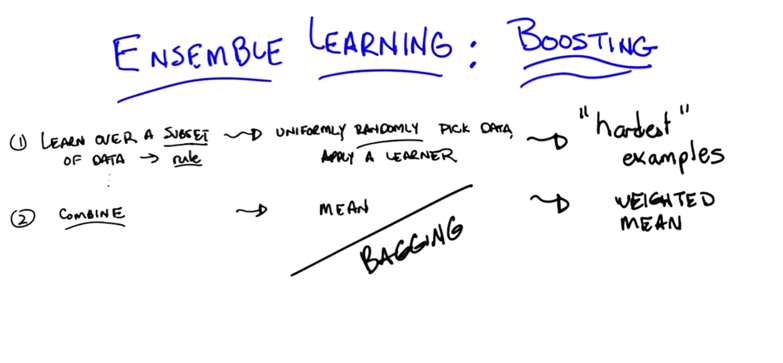 ENSEMBLE LEARNING: BOOSTING
① LEARN OVER A SUBSET ⟿ UNIFORMLY RANDOMLY PICK DATA, ⟿ "hardest"
OF DATA → rule APPLY A LEARNER examples
⋮
② COMBINE ⟿ MEAN ⟿ WEIGHTED
MEAN
BAGGING